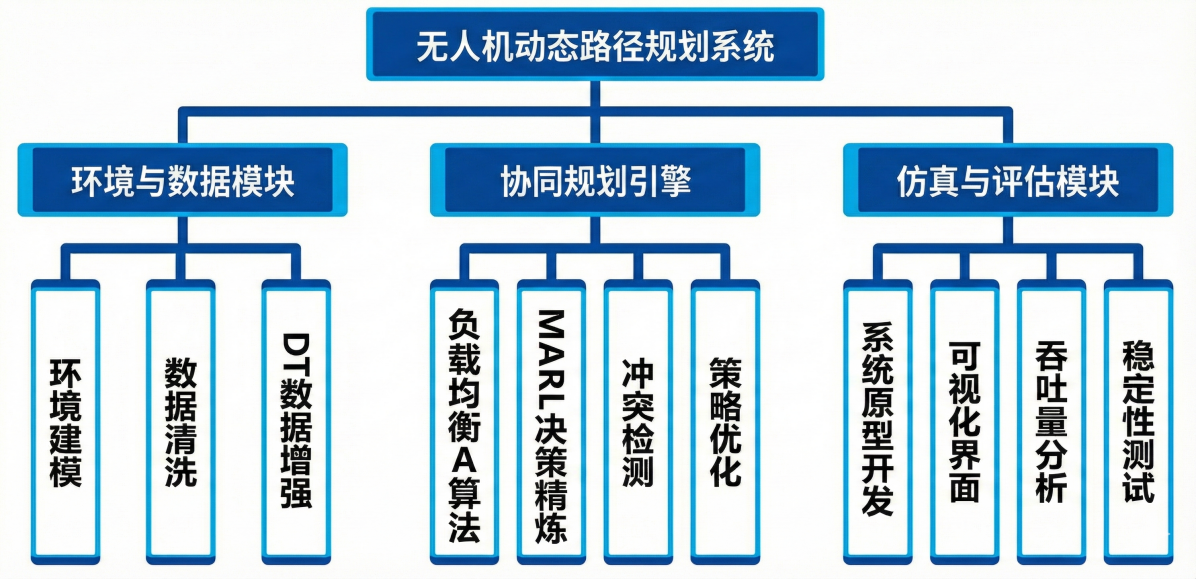 无人机动态路径规划系统
环境与数据模块
协同规划引擎
仿真与评估模块
环境建模
数据清洗
DT数据增强
负载均衡A算法
MARL决策精炼
冲突检测
策略优化
系统原型开发
可视化界面
吞吐量分析
稳定性测试